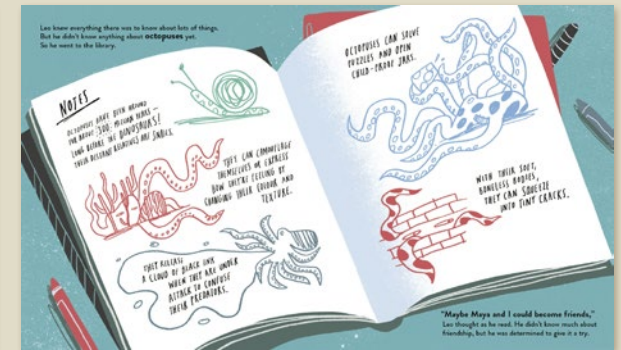 Leo knew everything there was to know about lots of things.
But he didn't know anything about octopuses yet.
So he went to the library.
NOTES
OCTOPUSES HAVE BEEN AROUND
FOR ABOUT 300 MILLION YEARS –
LONG BEFORE THE DINOSAURS!
THEIR DISTANT RELATIVES ARE SNAILS.
THEY CAN CAMOUFLAGE
THEMSELVES OR EXPRESS
HOW THEY'RE FEELING BY
CHANGING THEIR COLOUR AND
TEXTURE.
THEY RELEASE
A CLOUD OF BLACK INK
WHEN THEY ARE UNDER
ATTACK TO CONFUSE
THEIR PREDATORS.
OCTOPUSES CAN SOLVE
PUZZLES AND OPEN
CHILD-PROOF JARS.
WITH THEIR SOFT,
BONELESS BODIES,
THEY CAN SQUEEZE
INTO TINY CRACKS.
"Maybe Maya and I could become friends,"
Leo thought as he read. He didn't know much about
friendship, but he was determined to give it a try.